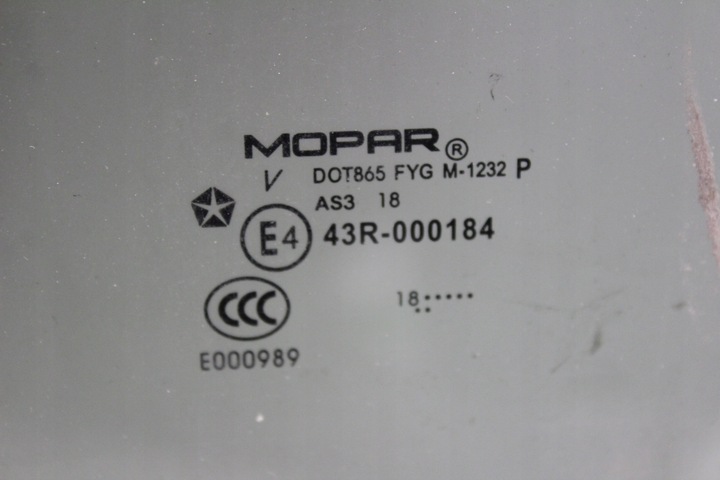 MOPAR®
V DOT865 FYG M-1232 P
AS3 18
E4 43R-000184
CCC 18
E000989